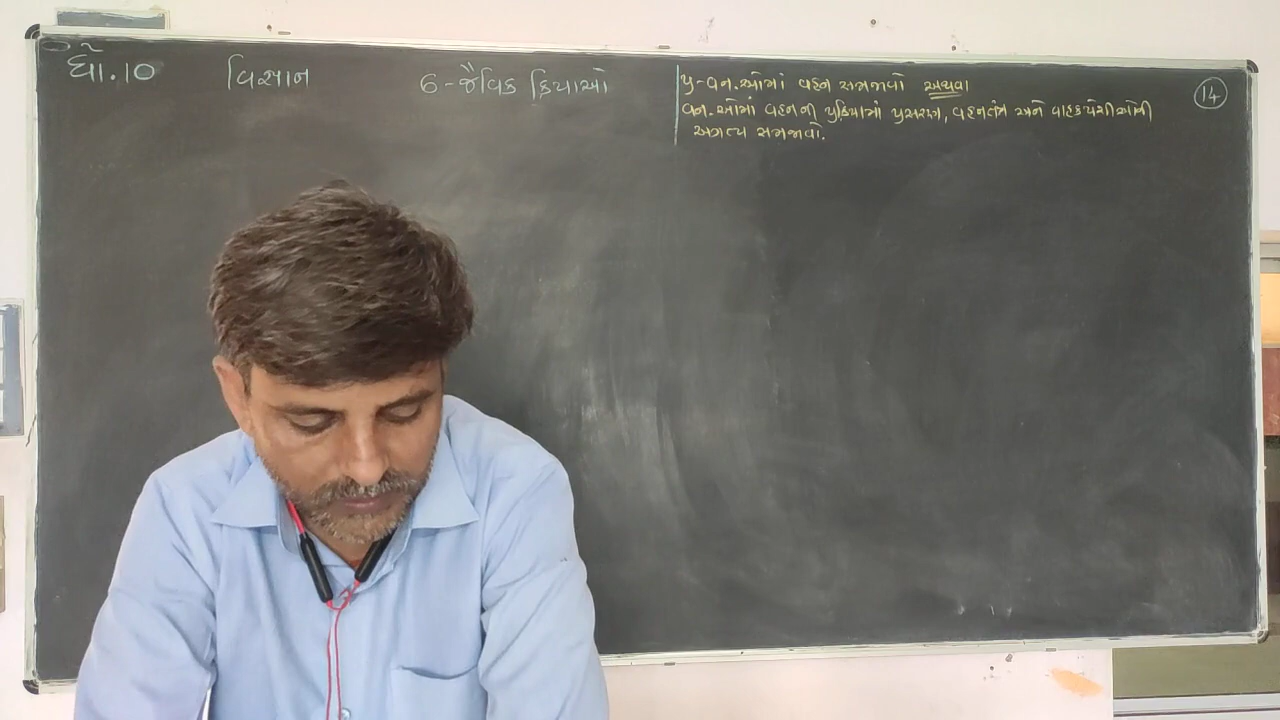 ધો.10 વિજ્ઞાન 6-જૈવિક ક્રિયાઓ
પ્ર-વન.ઓમાં વહન સમજાવો અથવા
વન.ઓમાં વહનની પ્રક્રિયામાં પ્રસરણ, વહનતંત્ર અને વાહકપેશીઓની
અગત્ય સમજાવો.
14